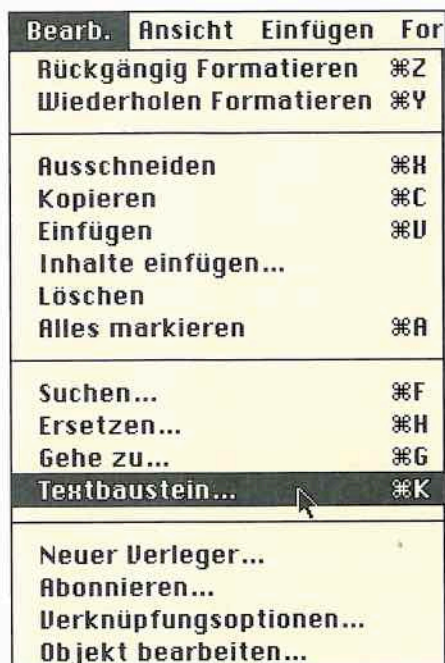 Bearb. Ansicht Einfügen For
Rückgängig Formatieren ⌘Z
Wiederholen Formatieren ⌘Y
Ausschneiden ⌘X
Kopieren ⌘C
Einfügen ⌘V
Inhalte einfügen...
Löschen
Alles markieren ⌘A
Suchen... ⌘F
Ersetzen... ⌘H
Gehe zu... ⌘G
Textbaustein... ⌘K
Neuer Verleger...
Abonnieren...
Verknüpfungsoptionen...
Objekt bearbeiten...